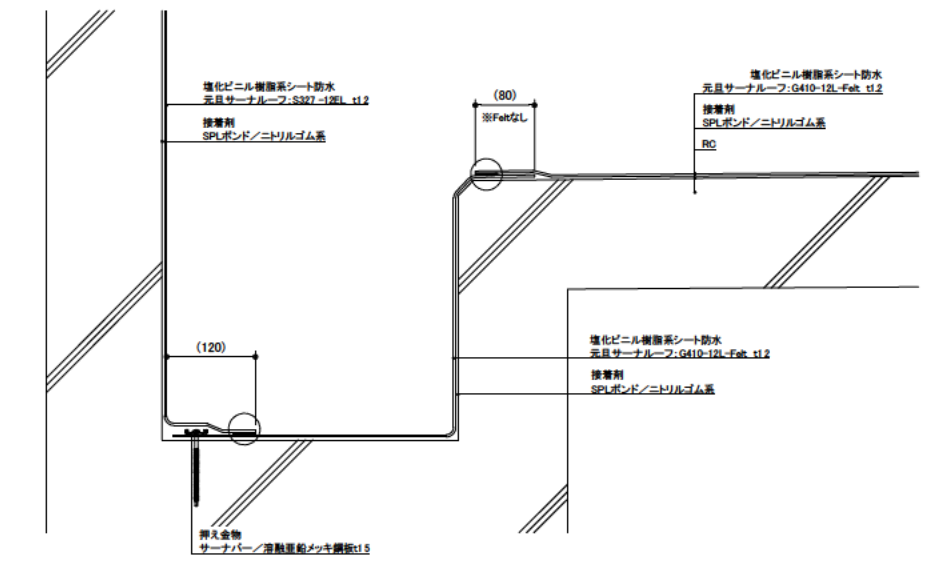 塩化ビニル樹脂系シート防水
元旦サーナルーフ:S327 -12EL t1.2
接着剤
SPLボンド／ニトリルゴム系
(80)
※Feltなし
塩化ビニル樹脂系シート防水
元旦サーナルーフ:G410-12L-Felt t1.2
接着剤
SPLボンド／ニトリルゴム系
RC
(120)
塩化ビニル樹脂系シート防水
元旦サーナルーフ:G410-12L-Felt t1.2
接着剤
SPLボンド／ニトリルゴム系
押え金物
サーナバー／溶融亜鉛メッキ鋼板t1.5